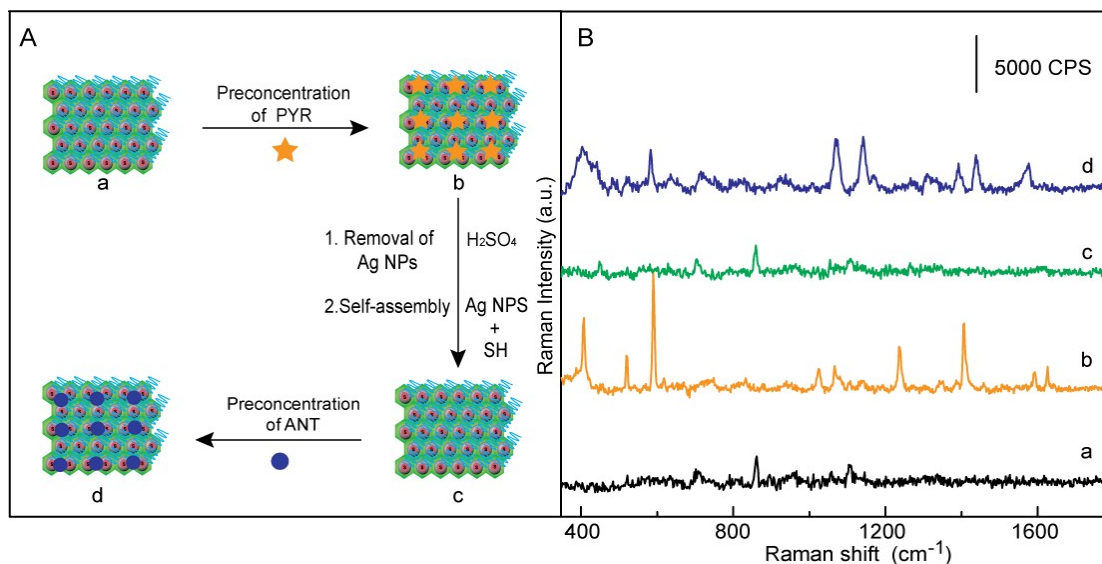 A
Preconcentration
of PYR
a
b
1. Removal of
Ag NPs
H₂SO₄
2.Self-assembly
Ag NPS
+
SH
Preconcentration
of ANT
d
c
B
5000 CPS
d
c
b
a
Raman Intensity (a.u.)
400 800 1200 1600
Raman shift (cm⁻¹)